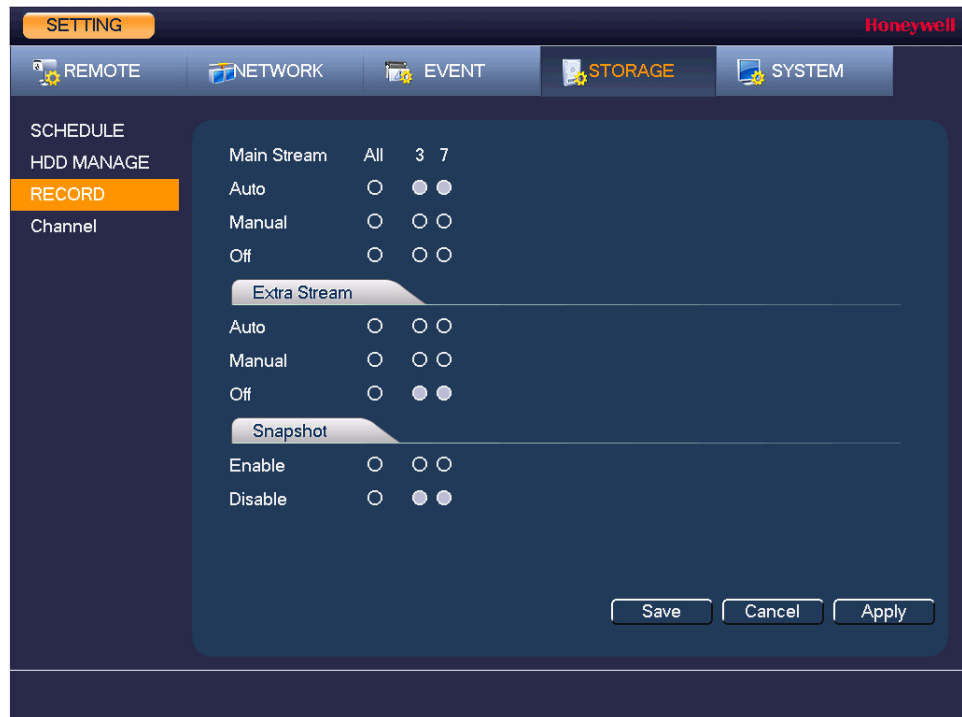 SETTING
Honeywell
REMOTE NETWORK EVENT STORAGE SYSTEM
SCHEDULE
HDD MANAGE
RECORD
Channel
Main Stream All 3 7
Auto
Manual
Off
Extra Stream
Auto
Manual
Off
Snapshot
Enable
Disable
Save Cancel Apply